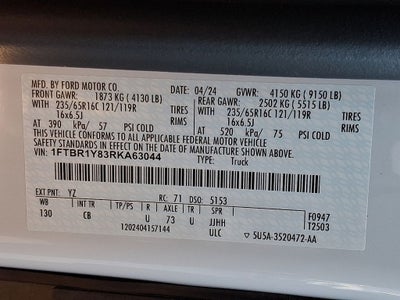 MFD. BY FORD MOTOR CO. 04/24 GVWR: 4150 KG ( 9150 LB)
FRONT GAWR: 1873 KG ( 4130 LB) REAR GAWR: 2502 KG ( 5515 LB)
WITH 235/65R16C 121/119R TIRES WITH 235/65R16C 121/119R TIRES
16x6.5J RIMS 16x6.5J RIMS
AT 390 kPa/ 57 PSI COLD AT 520 kPa/ 75 PSI COLD
THIS VEHICLE CONFORMS TO ALL APPLICABLE FEDERAL MOTOR VEHICLE
SAFETY STANDARDS IN EFFECT ON THE DATE OF MANUFACTURE SHOWN ABOVE.
VIN: 1FTBR1Y83RKA63044 TYPE: Truck
EXT PNT: YZ RC: 71 DSO: 5153
WB INT TR TP/PS R AXLE TR SPR F0947
130 CB U 73 U JJHH T2503
1202404157144 ULC ▽ 5U5A-3520472-AA